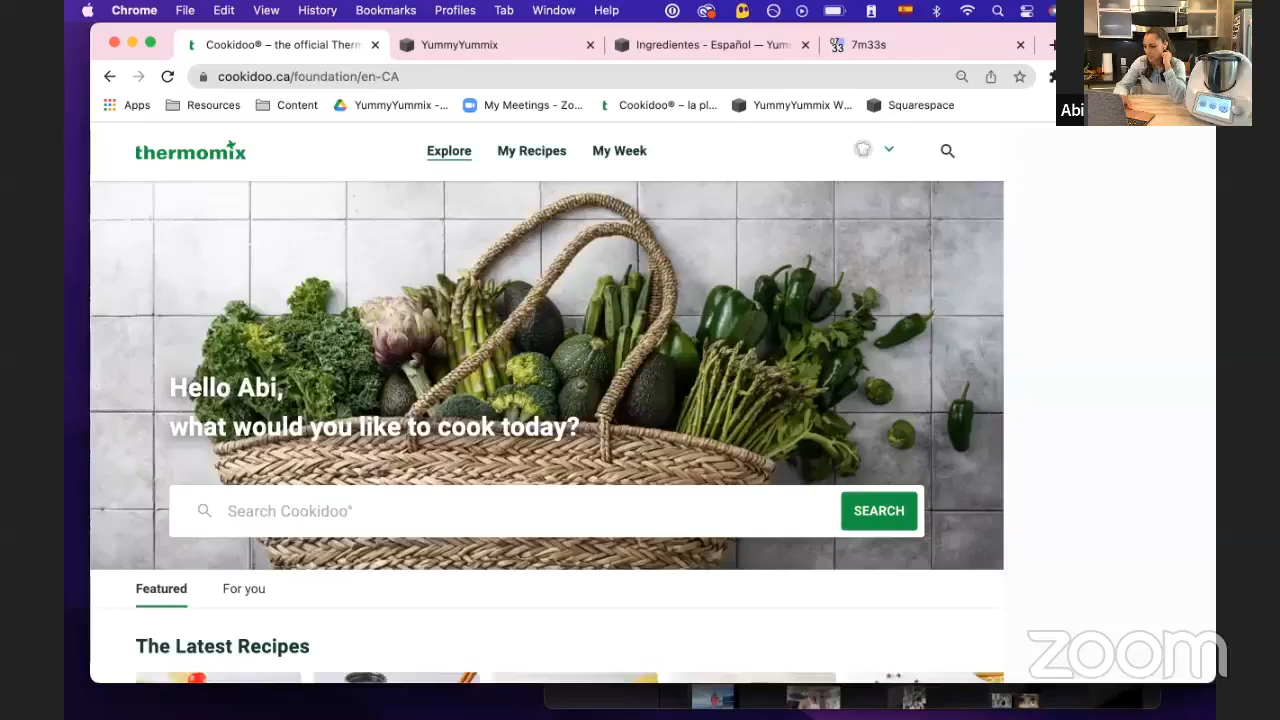 Chrome File Edit View History Bookmarks Profiles Tab Window Help
Cookidoo® – the official Therm
YummyYummix
Ingredientes - Español — Yum
07 33 7m33s
cookidoo.ca/foundation/en-CA
Apps Resources Content YummyYummix -... My Meetings - Zo... Cookidoo® – la pl... YummyYummix W... Squarespace
Abi
thermomix
Explore My Recipes My Week
Hello Abi,
what would you like to cook today?
Search Cookidoo®
SEARCH
Featured For you
The Latest Recipes
zoom